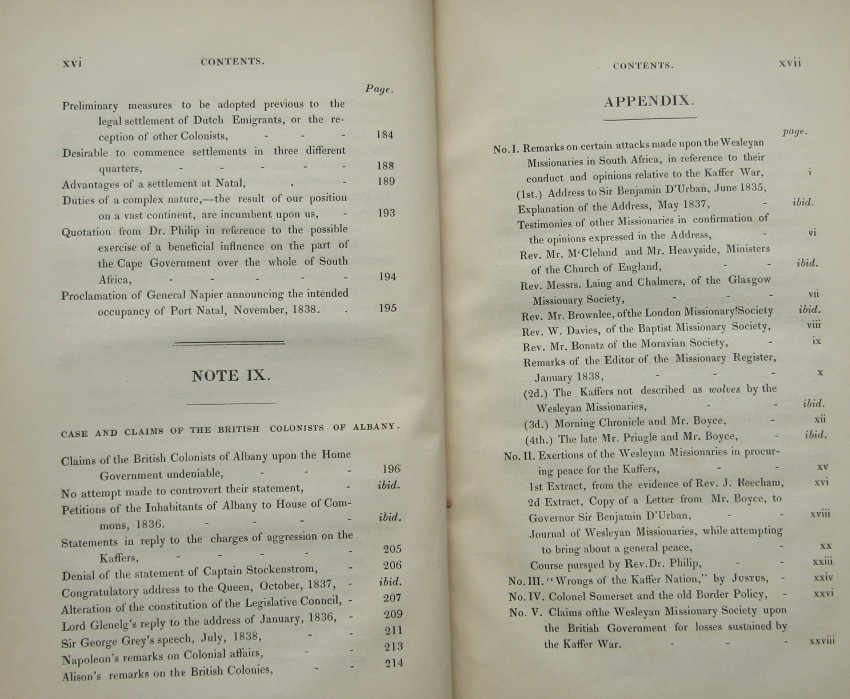 xvi CONTENTS.
Page.
Preliminary measures to be adopted previous to the
legal settlement of Dutch Emigrants, or the re-
ception of other Colonists, - - - 184
Desirable to commence settlements in three different
quarters, - - - - - 188
Advantages of a settlement at Natal, . - 189
Duties of a complex nature,—the result of our position
on a vast continent, are incumbent upon us, - 193
Quotation from Dr. Philip in reference to the possible
exercise of a beneficial inflnence on the part of
the Cape Government over the whole of South
Africa, - - - - - 194
Proclamation of General Napier announcing the intended
occupancy of Port Natal, November, 1838. . 195
NOTE IX.
CASE AND CLAIMS OF THE BRITISH COLONISTS OF ALBANY.
Claims of the British Colonists of Albany upon the Home
Government undeniable, - - - 196
No attempt made to controvert their statement, - ibid.
Petitions of the Inhabitants of Albany to House of Com-
mons, 1836. - - - - ibid.
Statements in reply to the charges of aggression on the
Kaffers, - - - - - 205
Denial of the statement of Captain Stockenstrom, - 206
Congratulatory address to the Queen, October, 1837, - ibid.
Alteration of the constitution of the Legislative Conncil, - 207
Lord Glenelg's reply to the address of January, 1836, - 209
Sir George Grey's speech, July, 1838, - - 211
Napoleon's remarks on Colonial affairs, - - 213
Alison's remarks on the British Colonies, - - 214
CONTENTS. xvii
APPENDIX.
page.
No. I. Remarks on certain attacks made upon the Wesleyan
Missionaries in South Africa, in reference to their
conduct and opinions relative to the Kaffer War, i
(1st.) Address to Sir Benjamin D'Urban, June 1835,
Explanation of the Address, May 1837, - ibid.
Testimonies of other Missionaries in confirmation of
the opinions expressed in the Address, - vi
Rev. Mr. M'Cleland and Mr. Heavyside, Ministers
of the Church of England, - - ibid.
Rev. Messrs. Laing and Chalmers, of the Glasgow
Missionary Society, - - - vii
Rev. Mr. Brownlee, ofthe London Missionary Society ibid.
Rev. W. Davies, of the Baptist Missionary Society, viii
Rev. Mr. Bonatz of the Moravian Society, - ix
Remarks of the Editor of the Missionary Register,
January 1838, - - - x
(2d.) The Kaffers not described as wolves by the
Wesleyan Missionaries, - - ibid.
(3d.) Morning Chronicle and Mr. Boyce, - xii
(4th.) The late Mr. Pringle and Mr. Boyce, - ibid.
No. II. Exertions of the Wesleyan Missionaries in procur-
ing peace for the Kaffers, - - xv
1st Extract, from the evidence of Rev. J. Beecham, xvi
2d Extract, Copy of a Letter from Mr. Boyce, to
Governor Sir Benjamin D'Urban, - - xviii
Journal of Wesleyan Missionaries, while attempting
to bring about a general peace, - xx
Course pursued by Rev.Dr. Philip, - - xxiii
No. III. "Wrongs of the Kaffer Nation," by JUSTUS, - xxiv
No. IV. Colonel Somerset and the old Border Policy, - xxvi
No. V. Claims ofthe Wesleyan Missionary Society upon
the British Government for losses sustained by
the Kaffer War. - - - xxviii